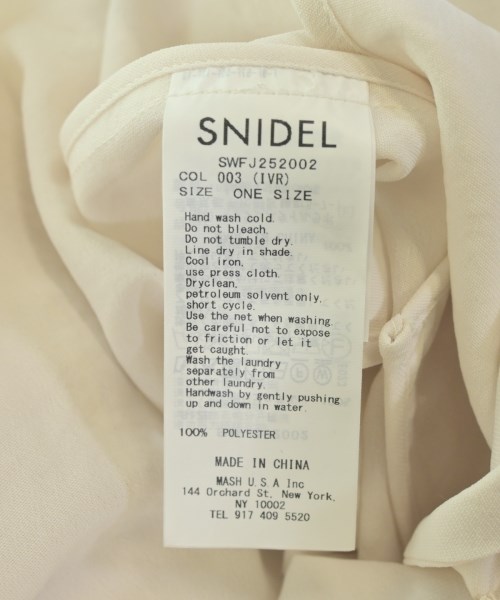 SNIDEL
SWFJ252002
COL 003 (IVR)
SIZE ONE SIZE
Hand wash cold.
Do not bleach.
Do not tumble dry.
Line dry in shade.
Cool iron,
use press cloth.
Dryclean,
petroleum solvent only,
short cycle.
Use the net when washing.
Be careful not to expose
to friction or let it
get caught.
Wash the laundry
separately from
other laundry.
Handwash by gently pushing
up and down in water.
100% POLYESTER
MADE IN CHINA
MASH U.S.A Inc
144 Orchard St, New York,
NY 10002
TEL 917 409 5520